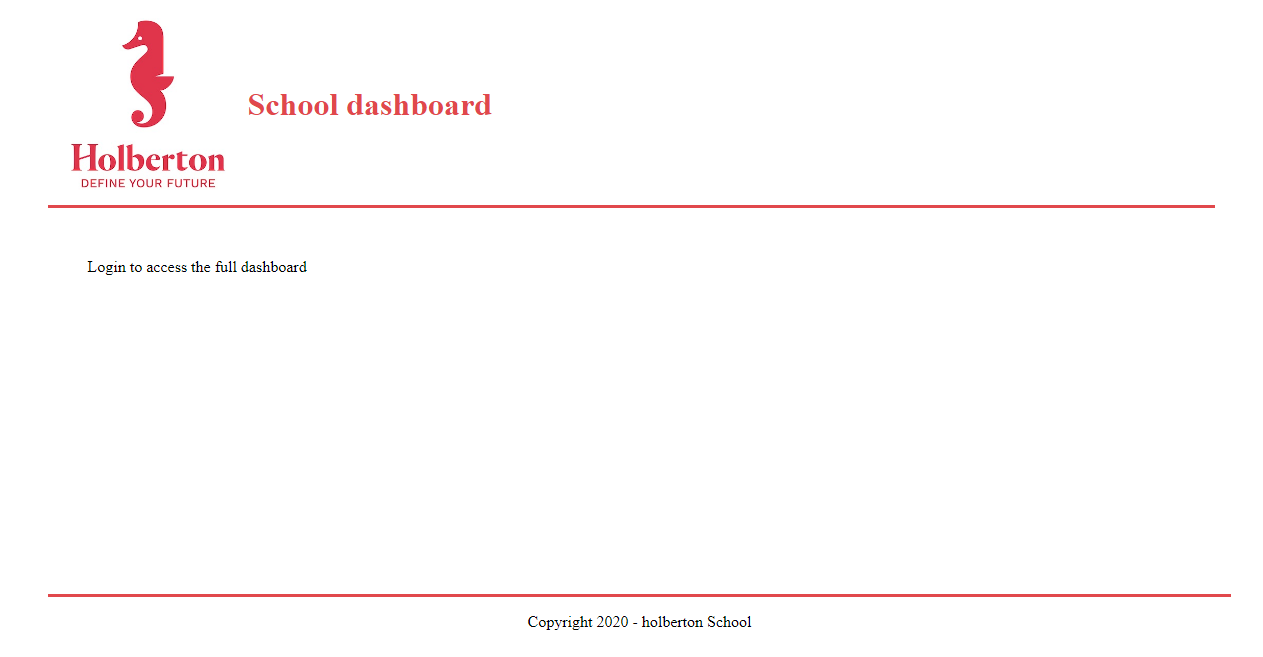 School dashboard
Holberton
DEFINE YOUR FUTURE
Login to access the full dashboard
Copyright 2020 - holberton School